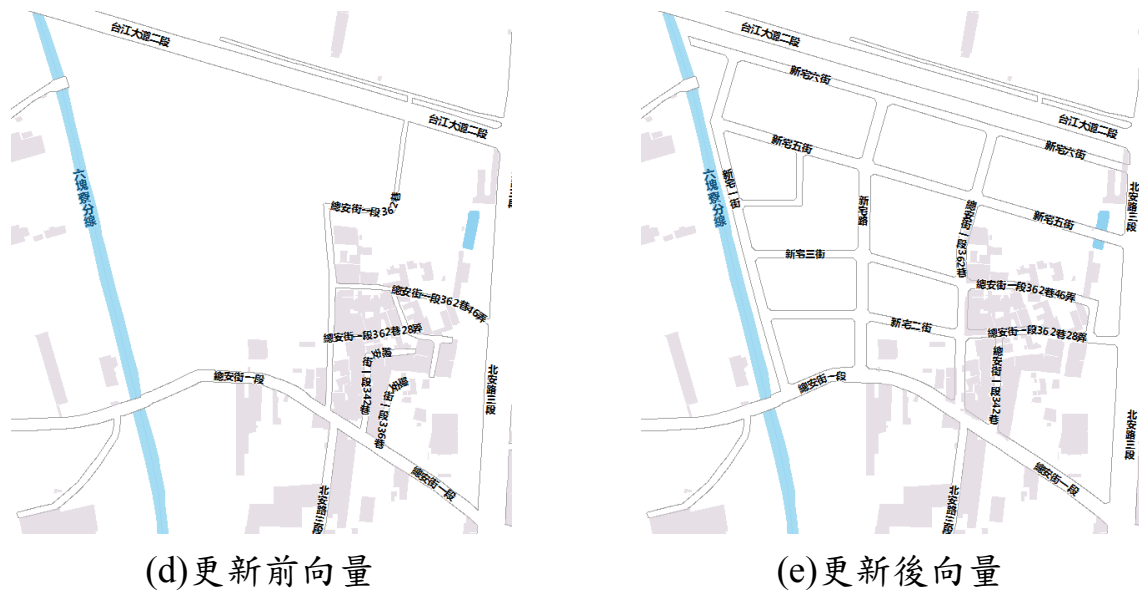 台江大道二段
台江大道二段
六塊寮分線
總安街一段362巷
總安街一段362巷46弄
總安街一段362巷28弄
總安街一段342巷
總安街一段336巷
總安街一段
總安街一段
北安路三段
北安路三段
(d)更新前向量
台江大道二段
台江大道二段
新宅六街
新宅六街
新宅五街
新宅五街
六塊寮分線
新宅一街
新宅路
總安街一段362巷
北安路三段
新宅三街
總安街一段362巷46弄
新宅二街
總安街一段362巷28弄
總安街一段342巷
總安街一段
總安街一段
北安路三段
北安路三段
(e)更新後向量